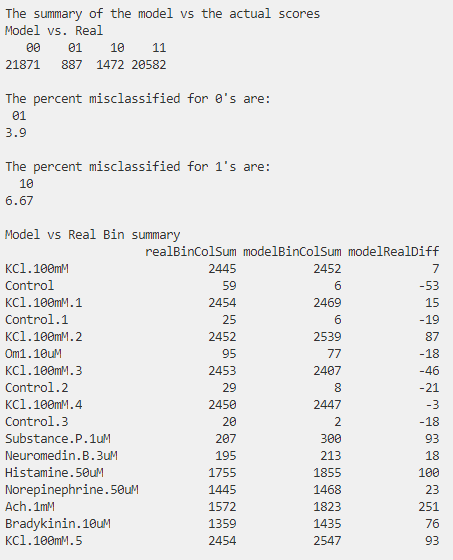 The summary of the model vs the actual scores
Model vs. Real
00 01 10 11
21871 887 1472 20582
The percent misclassified for 0's are:
01
3.9
The percent misclassified for 1's are:
10
6.67
Model vs Real Bin summary
realBinColSum modelBinColSum modelRealDiff
KCl.100mM 2445 2452 7
Control 59 6 -53
KCl.100mM.1 2454 2469 15
Control.1 25 6 -19
KCl.100mM.2 2452 2539 87
Om1.10uM 95 77 -18
KCl.100mM.3 2453 2407 -46
Control.2 29 8 -21
KCl.100mM.4 2450 2447 -3
Control.3 20 2 -18
Substance.P.1uM 207 300 93
Neuromedin.B.3uM 195 213 18
Histamine.50uM 1755 1855 100
Norepinephrine.50uM 1445 1468 23
Ach.1mM 1572 1823 251
Bradykinin.10uM 1359 1435 76
KCl.100mM.5 2454 2547 93